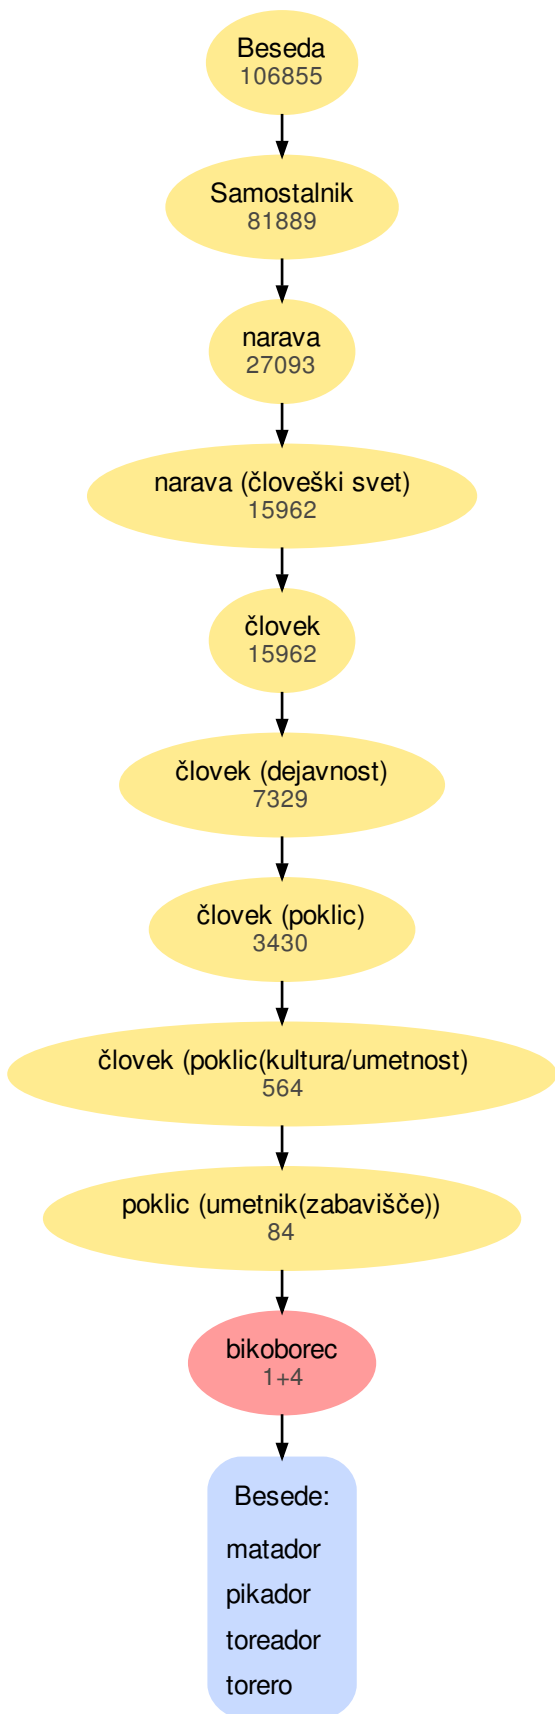 Beseda
106855
Samostalnik
81889
narava
27093
narava (človeški svet)
15962
človek
15962
človek (dejavnost)
7329
človek (poklic)
3430
človek (poklic(kultura/umetnost)
564
poklic (umetnik(zabavišče))
84
bikoborec
1+4
Besede:
matador
pikador
toreador
torero